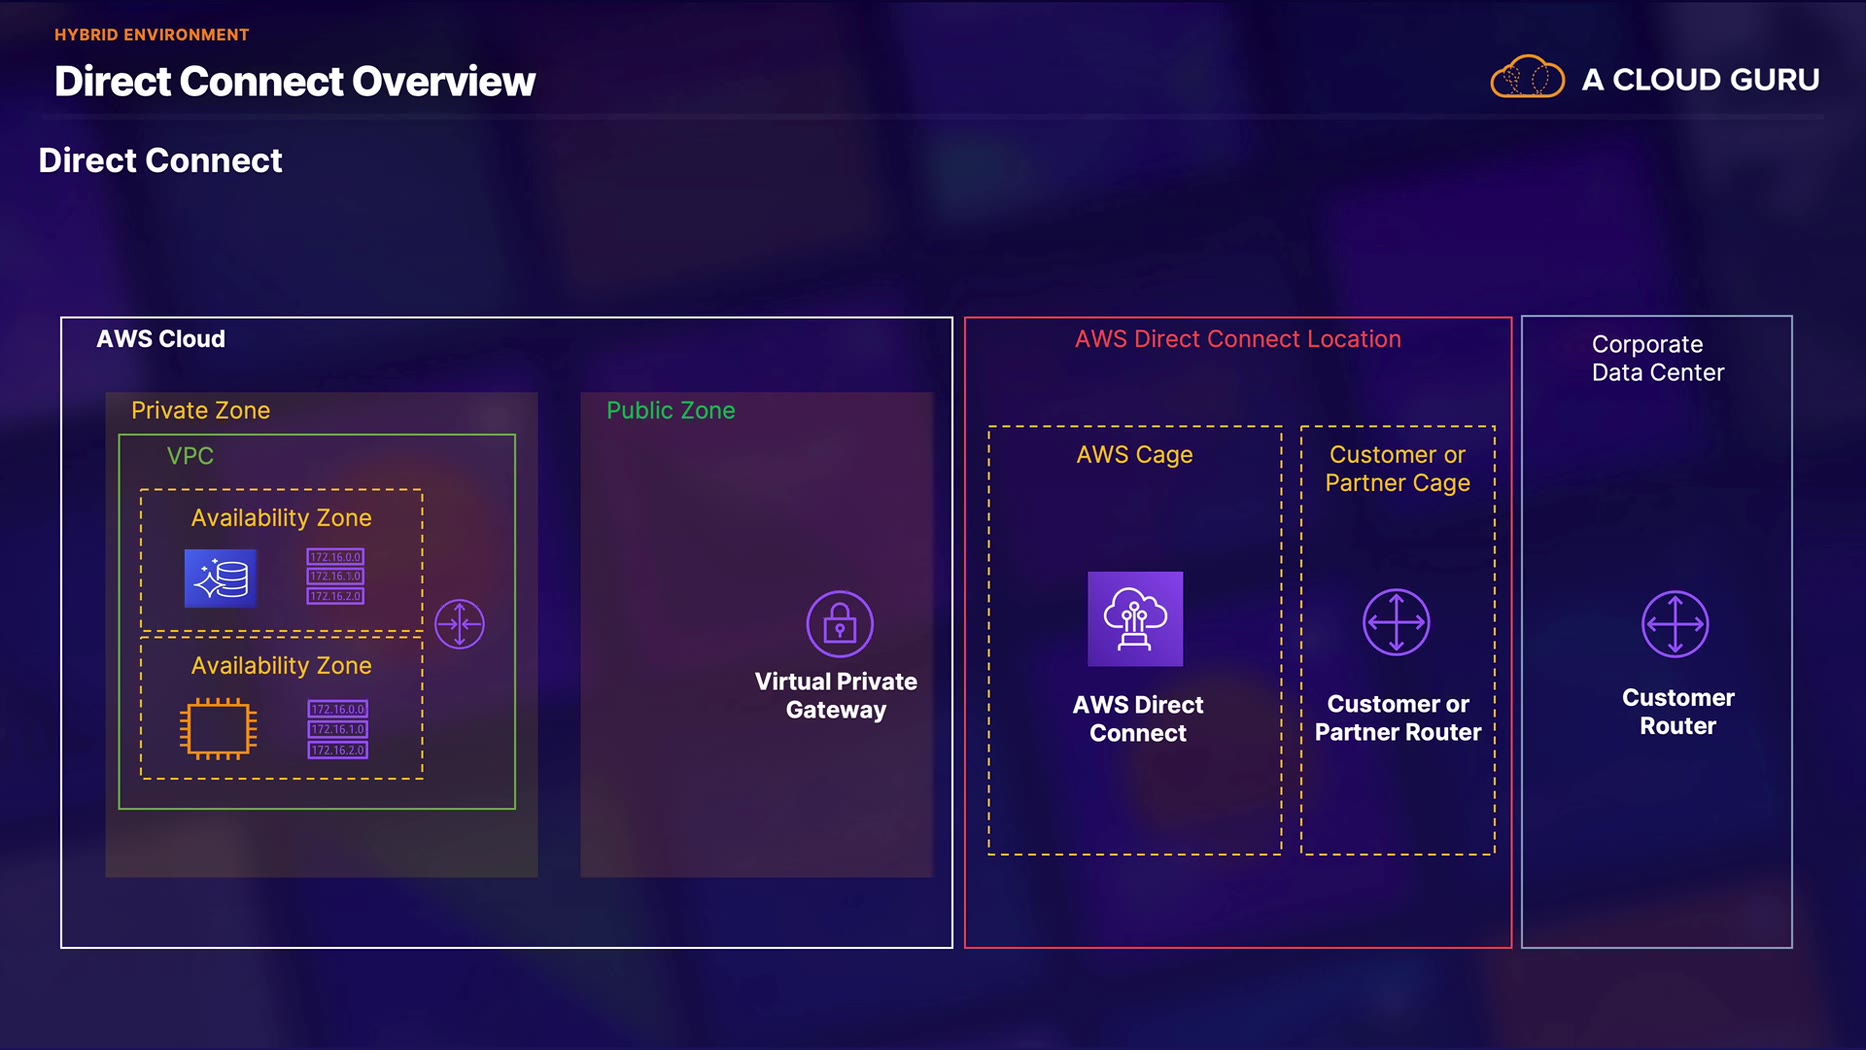 HYBRID ENVIRONMENT
Direct Connect Overview
A CLOUD GURU
Direct Connect
AWS Cloud
Private Zone
VPC
Availability Zone
172.16.0.0
172.16.1.0
172.16.2.0
Availability Zone
172.16.0.0
172.16.1.0
172.16.2.0
Public Zone
Virtual Private
Gateway
AWS Direct Connect Location
AWS Cage
AWS Direct
Connect
Customer or
Partner Cage
Customer or
Partner Router
Corporate
Data Center
Customer
Router